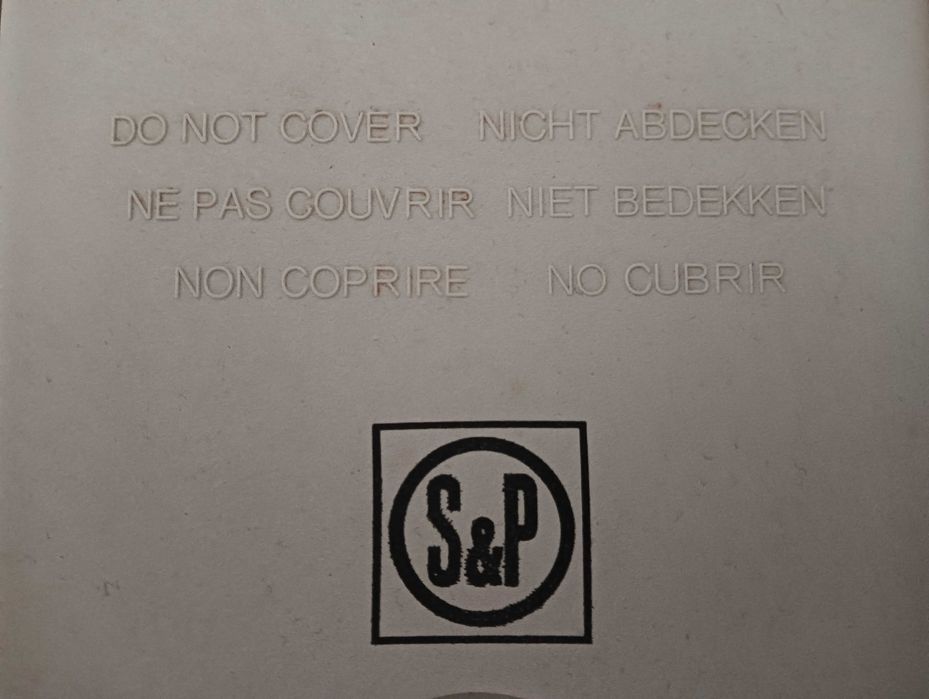 DO NOT COVER NICHT ABDECKEN
NE PAS COUVRIR NIET BEDEKKEN
NON COPRIRE NO CUBRIR
S&P